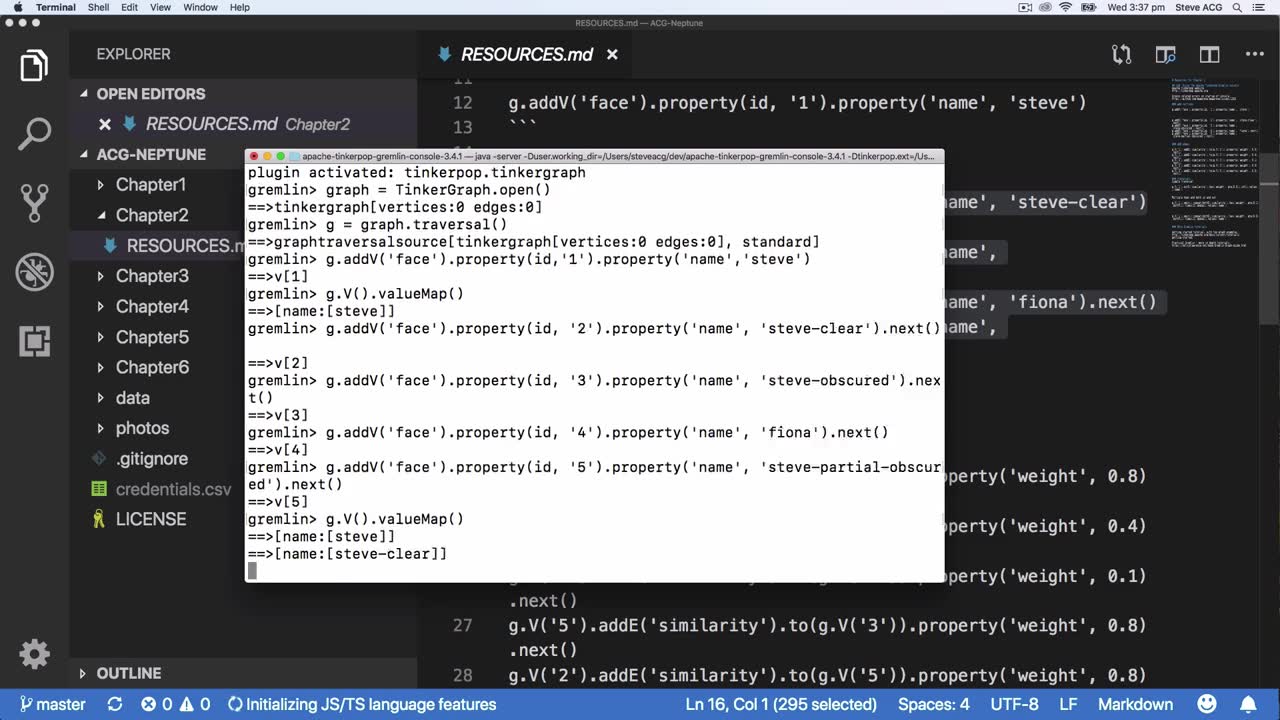 Terminal Shell Edit View Window Help Wed 3:37 pm Steve ACG
RESOURCES.md — ACG-Neptune
EXPLORER
OPEN EDITORS
RESOURCES.md Chapter2
ACG-NEPTUNE
Chapter1
Chapter2
RESOURCES.m
Chapter3
Chapter4
Chapter5
Chapter6
data
photos
.gitignore
credentials.csv
LICENSE
OUTLINE
RESOURCES.md
11
12 g.addV('face').property(id, '1').property('name', 'steve')
13 ```
name', 'steve-clear')
name',
name', 'fiona').next()
name',
property('weight', 0.8)
property('weight', 0.4)
property('weight', 0.1)
.next()
27 g.V('5').addE('similarity').to(g.V('3')).property('weight', 0.8)
.next()
28 g.V('2').addE('similarity').to(g.V('5')).property('weight', 0.8)
apache-tinkerpop-gremlin-console-3.4.1 — java -server -Duser.working_dir=/Users/steveacg/dev/apache-tinkerpop-gremlin-console-3.4.1 -Dtinkerpop.ext=/Us...
plugin activated: tinkerpop.tinkergraph
gremlin> graph = TinkerGraph.open()
==>tinkergraph[vertices:0 edges:0]
gremlin> g = graph.traversal()
==>graphtraversalsource[tinkergraph[vertices:0 edges:0], standard]
gremlin> g.addV('face').property(id,'1').property('name','steve')
==>v[1]
gremlin> g.V().valueMap()
==>[name:[steve]]
gremlin> g.addV('face').property(id, '2').property('name', 'steve-clear').next()
==>v[2]
gremlin> g.addV('face').property(id, '3').property('name', 'steve-obscured').nex
t()
==>v[3]
gremlin> g.addV('face').property(id, '4').property('name', 'fiona').next()
==>v[4]
gremlin> g.addV('face').property(id, '5').property('name', 'steve-partial-obscur
ed').next()
==>v[5]
gremlin> g.V().valueMap()
==>[name:[steve]]
==>[name:[steve-clear]]
master 0 0 Initializing JS/TS language features Ln 16, Col 1 (295 selected) Spaces: 4 UTF-8 LF Markdown